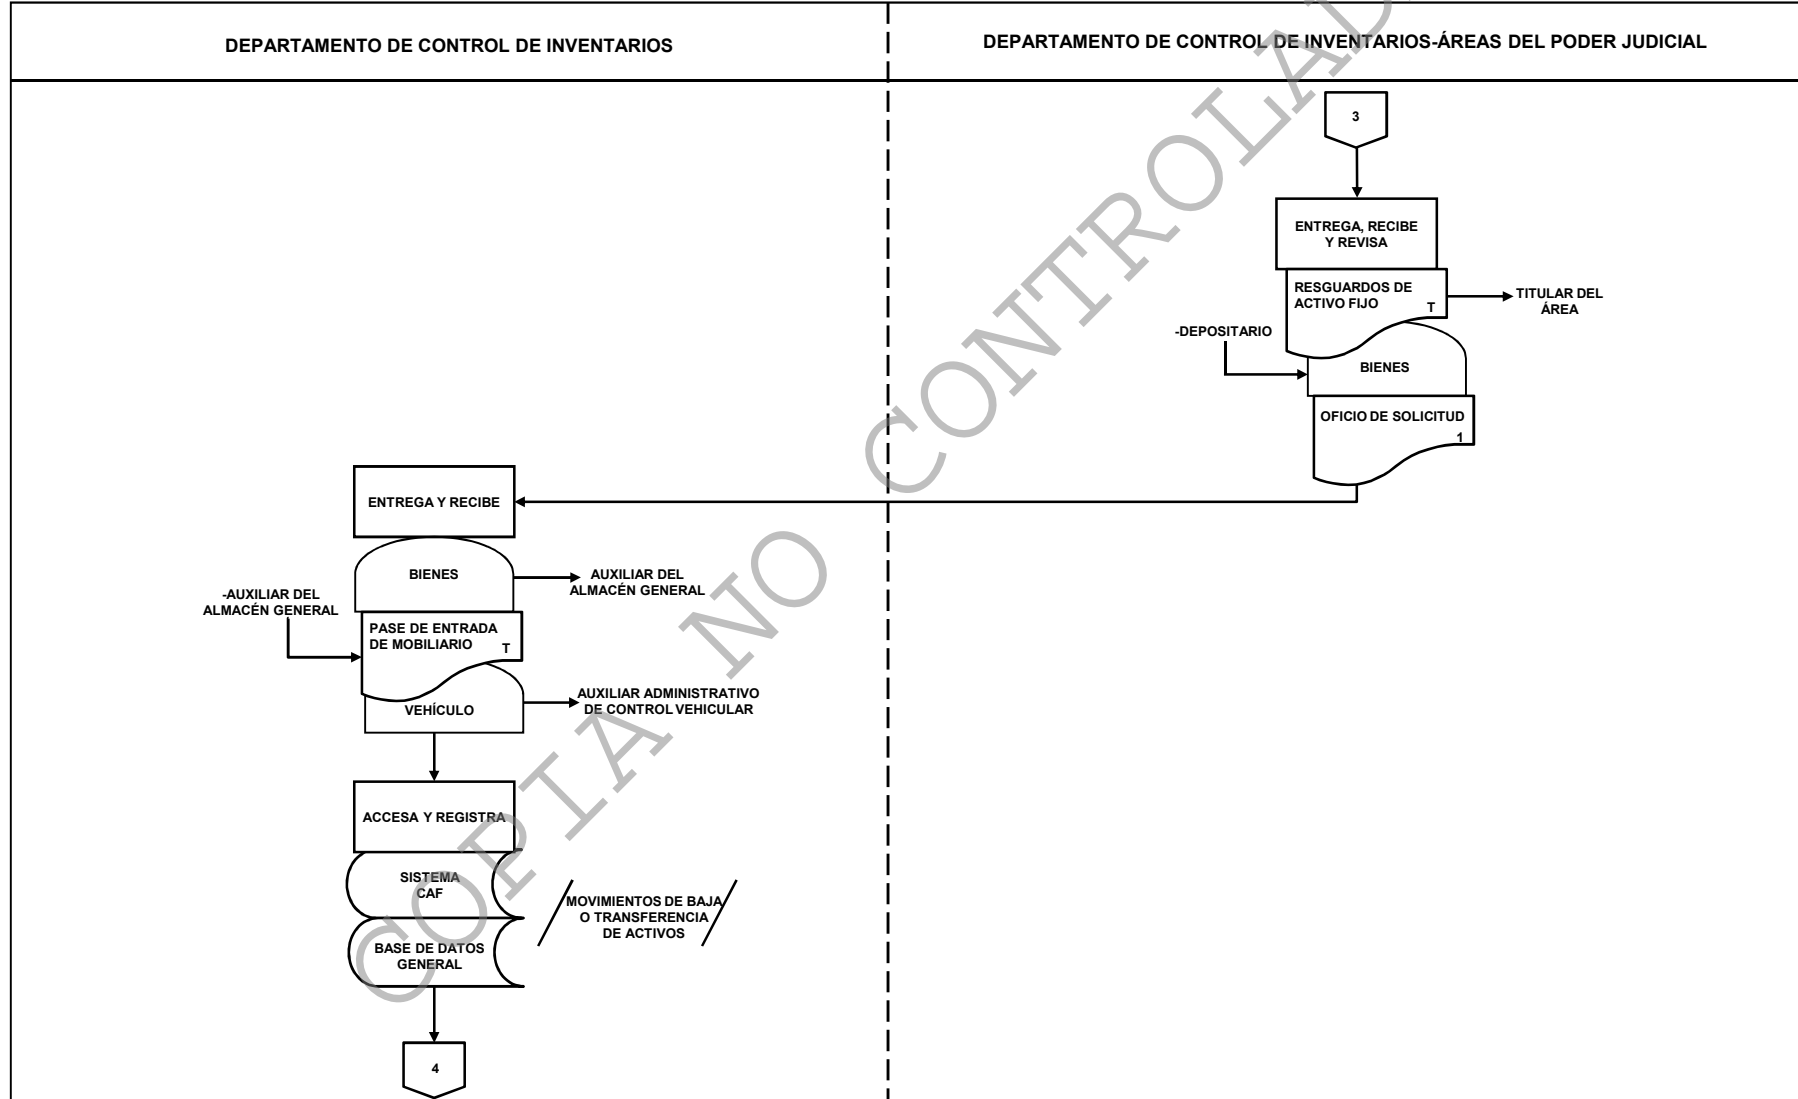 DEPARTAMENTO DE CONTROL DE INVENTARIOS
DEPARTAMENTO DE CONTROL DE INVENTARIOS-ÁREAS DEL PODER JUDICIAL
3
ENTREGA, RECIBE
Y REVISA
RESGUARDOS DE
ACTIVO FIJO
T
TITULAR DEL
ÁREA
-DEPOSITARIO
BIENES
OFICIO DE SOLICITUD
1
ENTREGA Y RECIBE
BIENES
AUXILIAR DEL
ALMACÉN GENERAL
-AUXILIAR DEL
ALMACÉN GENERAL
PASE DE ENTRADA
DE MOBILIARIO
T
VEHÍCULO
AUXILIAR ADMINISTRATIVO
DE CONTROL VEHICULAR
ACCESA Y REGISTRA
SISTEMA
CAF
MOVIMIENTOS DE BAJA
O TRANSFERENCIA
DE ACTIVOS
BASE DE DATOS
GENERAL
4
COPIA NO CONTROLAD